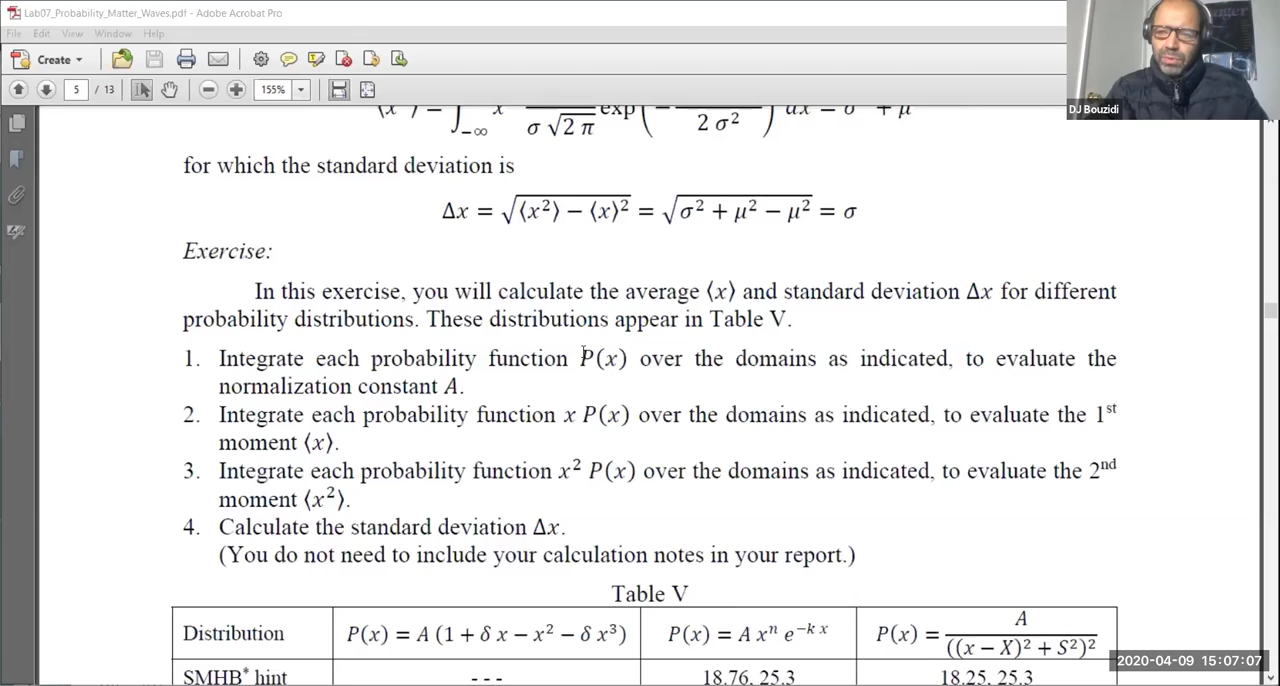 Lab07_Probability_Matter_Waves.pdf - Adobe Acrobat Pro
File Edit View Window Help
Create
5 / 13 155%
DJ Bouzidi
σ √2 π exp 2 σ²
−∞
for which the standard deviation is
Δx = √⟨x²⟩ − ⟨x⟩² = √σ² + μ² − μ² = σ
Exercise:
In this exercise, you will calculate the average ⟨x⟩ and standard deviation Δx for different
probability distributions. These distributions appear in Table V.
1. Integrate each probability function P(x) over the domains as indicated, to evaluate the
normalization constant A.
2. Integrate each probability function x P(x) over the domains as indicated, to evaluate the 1st
moment ⟨x⟩.
3. Integrate each probability function x² P(x) over the domains as indicated, to evaluate the 2nd
moment ⟨x²⟩.
4. Calculate the standard deviation Δx.
(You do not need to include your calculation notes in your report.)
Table V
Distribution P(x) = A (1 + δ x − x² − δ x³) P(x) = A xⁿ e^{−k x} P(x) = A / ((x − X)² + S²)²
SMHB* hint - - - 18.76, 25.3 18.25, 25.3
2020-04-09 15:07:07